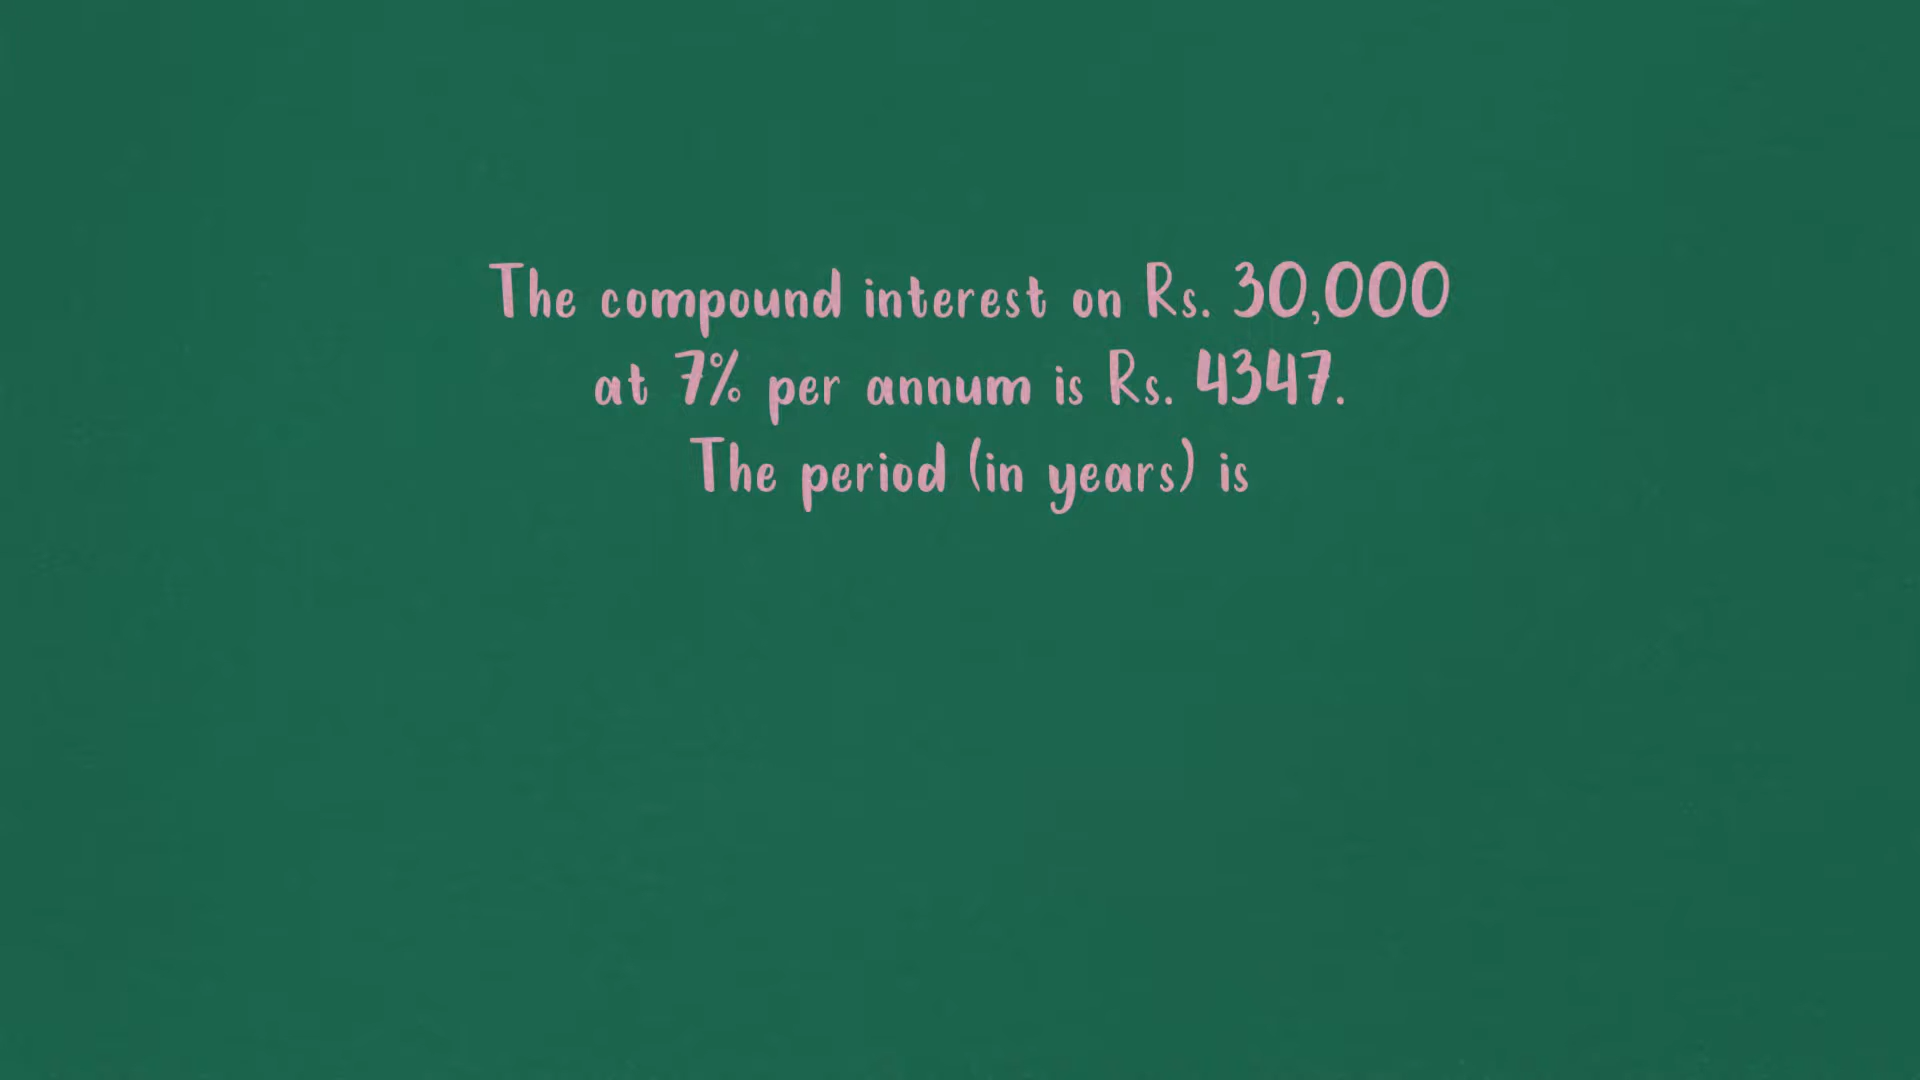 The compound interest on Rs. 30,000
at 7% per annum is Rs. 4347.
The period (in years) is